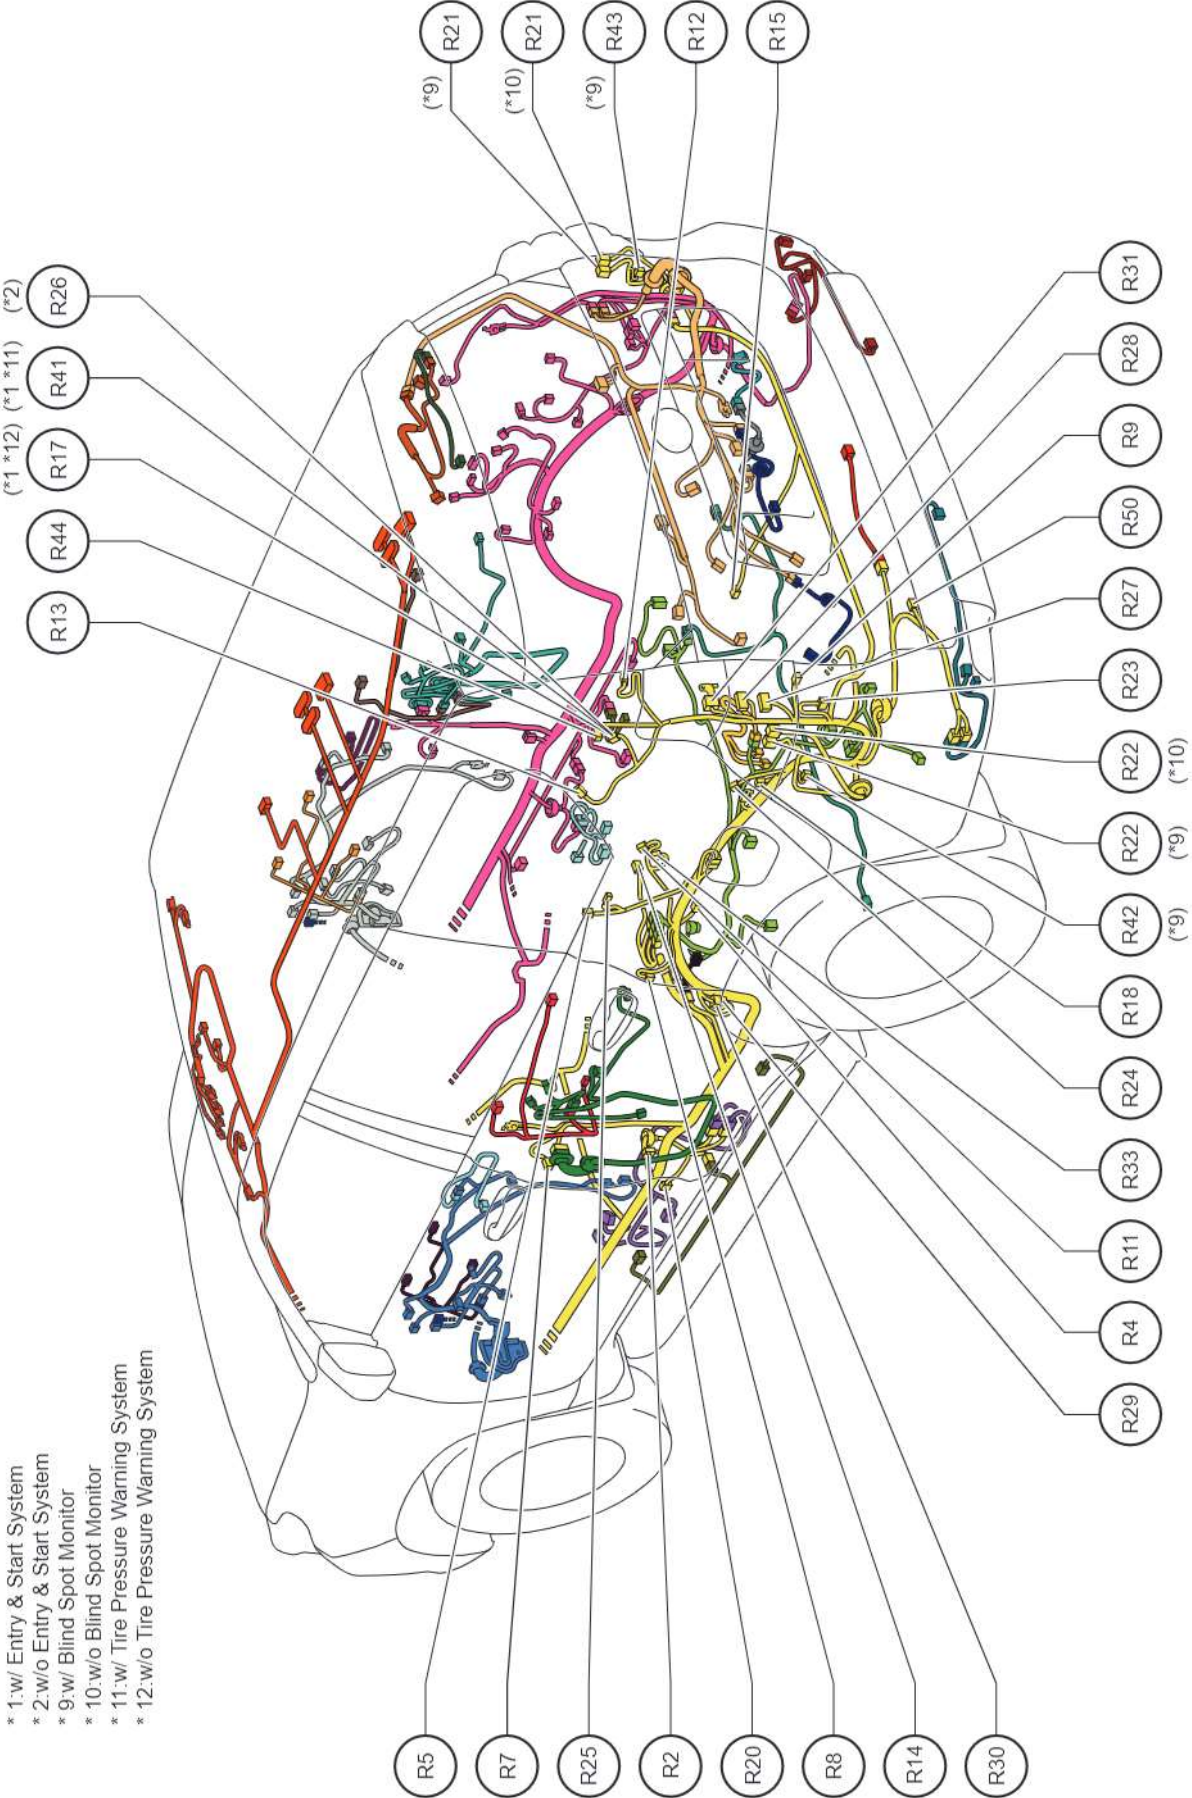 * 1:w/ Entry & Start System
* 2:w/o Entry & Start System
* 9:w/ Blind Spot Monitor
* 10:w/o Blind Spot Monitor
* 11:w/ Tire Pressure Warning System
* 12:w/o Tire Pressure Warning System
R13
R44
(*1 *12)
R17
(*1 *11)
R41
(*2)
R26
R21
(*9)
R21
(*10)
R43
(*9)
R12
R15
R5
R7
R25
R2
R20
R8
R14
R30
R29
R4
R11
R33
R24
R18
R42
(*9)
R22
(*9)
R22
(*10)
R23
R27
R50
R9
R28
R31